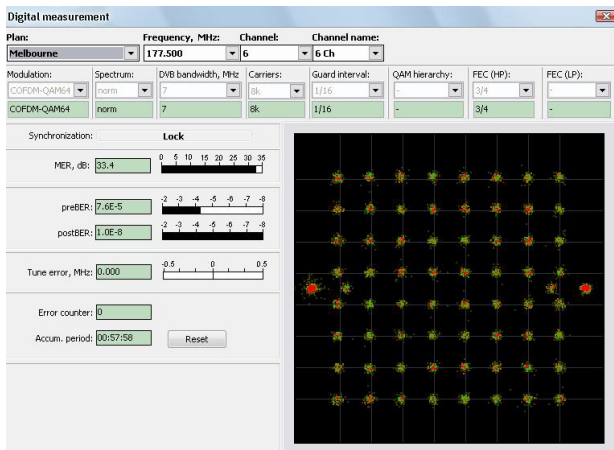 Digital measurement
Plan: Frequency, MHz: Channel: Channel name:
Melbourne 177.500 6 6 Ch
Modulation: Spectrum: DVB bandwidth, MHz Carriers: Guard interval: QAM hierarchy: FEC (HP): FEC (LP):
COFDM-QAM64 norm 7 8k 1/16 - 3/4 -
COFDM-QAM64 norm 7 8k 1/16 - 3/4 -
Synchronization: Lock
0 5 10 15 20 25 30 35
MER, dB: 33.4
-2 -3 -4 -5 -6 -7 -8
preBER: 7.6E-5
-2 -3 -4 -5 -6 -7 -8
postBER: 1.0E-8
-0.5 0 0.5
Tune error, MHz: 0.000
Error counter: 0
Accum. period: 00:57:58 Reset